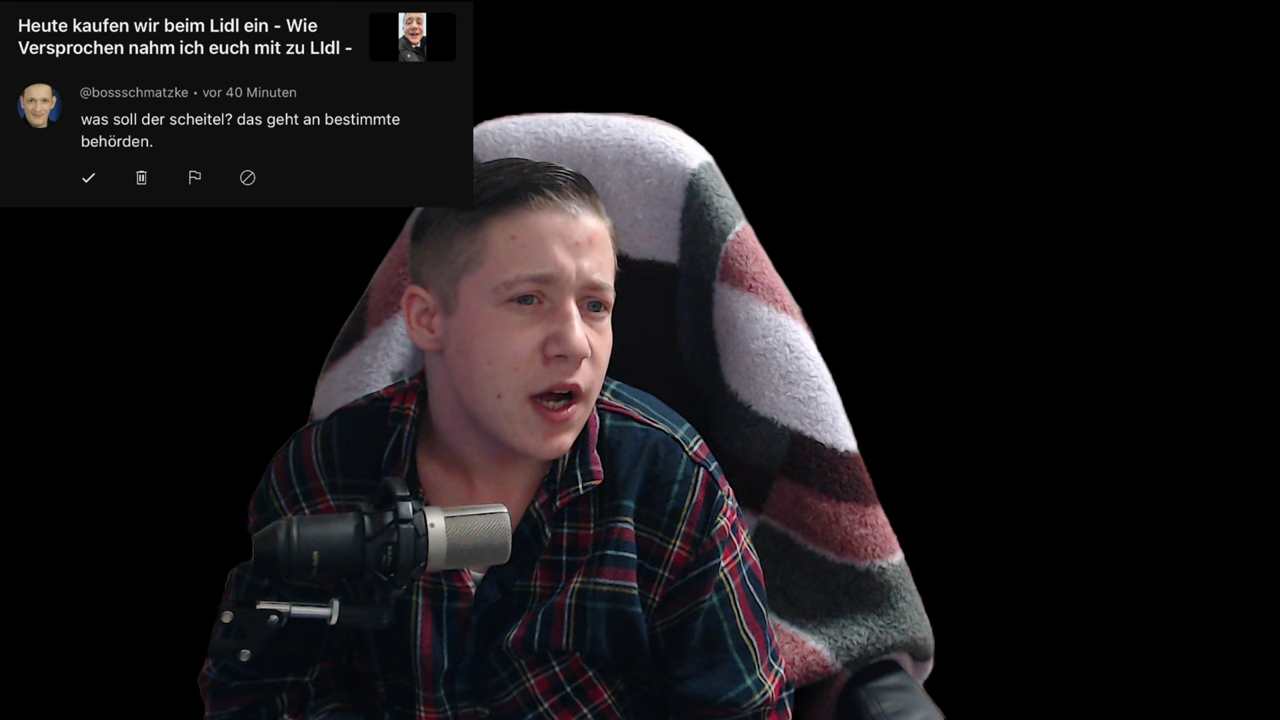 Heute kaufen wir beim Lidl ein - Wie
Versprochen nahm ich euch mit zu LIdl -
@bossschmatzke • vor 40 Minuten
was soll der scheitel? das geht an bestimmte
behörden.